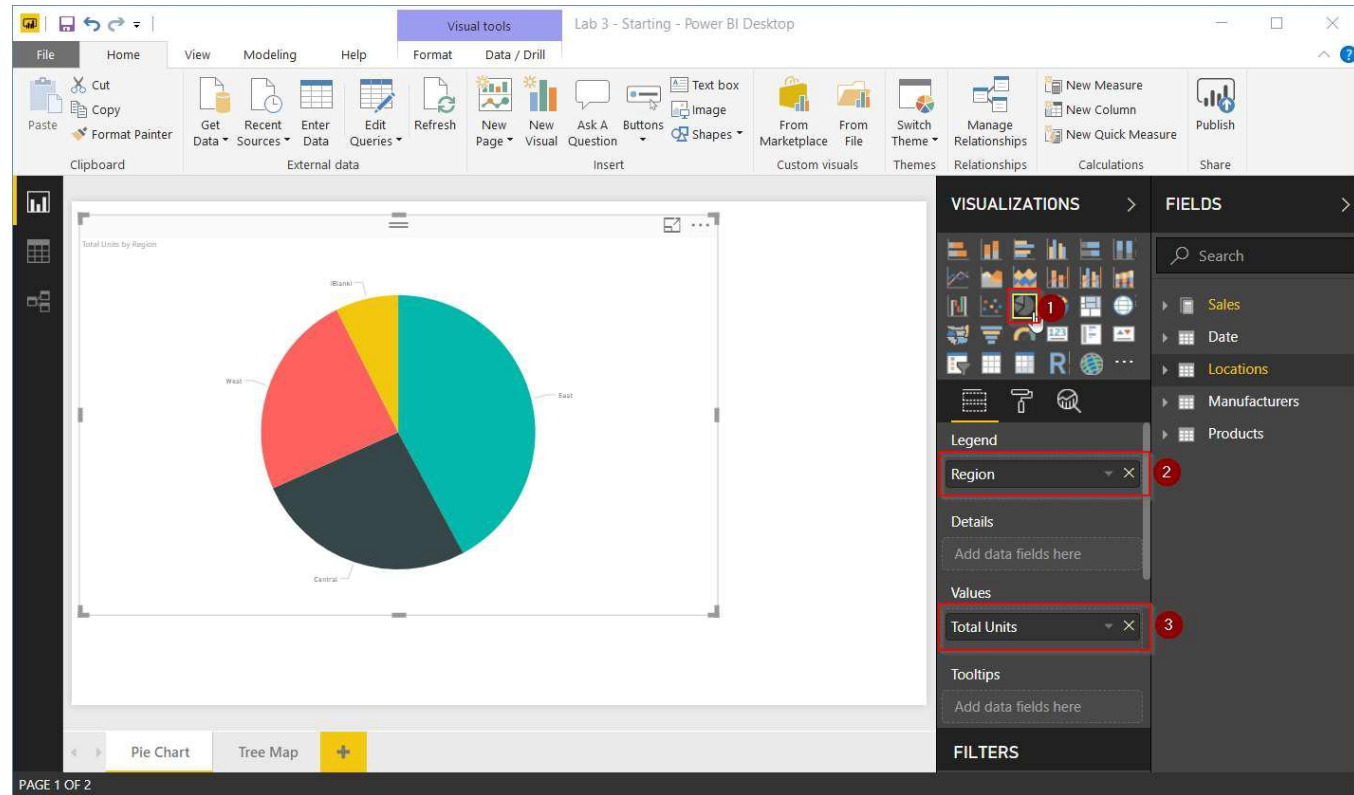 Visual tools
Lab 3 - Starting - Power BI Desktop
File
Home
View
Modeling
Help
Format
Data / Drill
?
Paste
Cut
Copy
Format Painter
Clipboard
Get Data
Recent Sources
Enter Data
Edit Queries
External data
Refresh
New Page
New Visual
Ask A Question
Buttons
Text box
Image
Shapes
Insert
From Marketplace
From File
Custom visuals
Switch Theme
Themes
Manage Relationships
Relationships
New Measure
New Column
New Quick Measure
Calculations
Publish
Share
Total Units by Region
(Blank)
West
East
Central
VISUALIZATIONS
1
123
R
Legend
Region
2
Details
Add data fields here
Values
Total Units
3
Tooltips
Add data fields here
FILTERS
FIELDS
Search
Sales
Date
Locations
Manufacturers
Products
Pie Chart
Tree Map
PAGE 1 OF 2